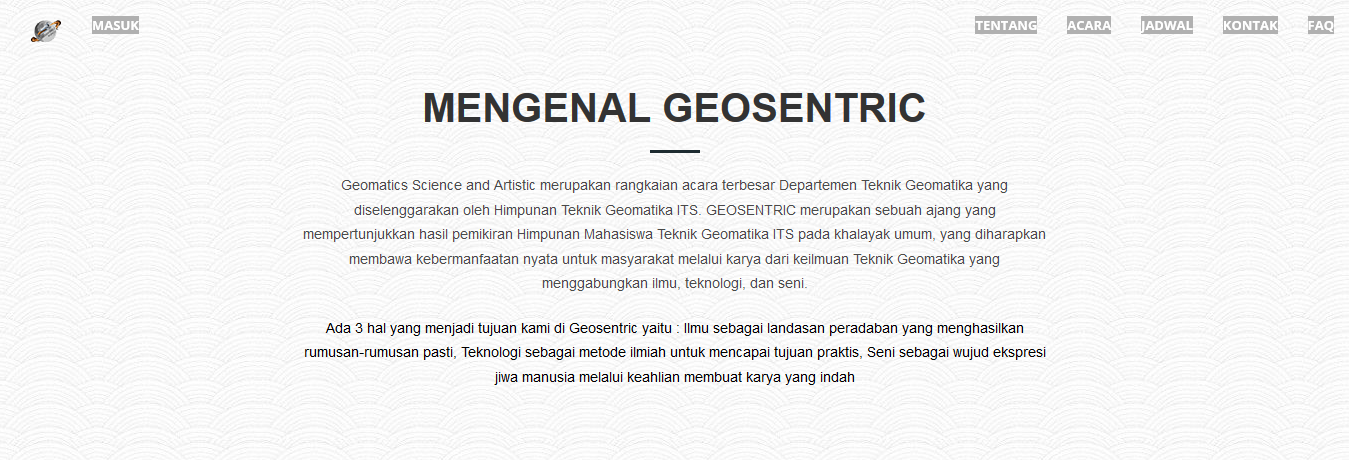 MASUK TENTANG ACARA JADWAL KONTAK FAQ
MENGENAL GEOSENTRIC
Geomatics Science and Artistic merupakan rangkaian acara terbesar Departemen Teknik Geomatika yang
diselenggarakan oleh Himpunan Teknik Geomatika ITS. GEOSENTRIC merupakan sebuah ajang yang
mempertunjukkan hasil pemikiran Himpunan Mahasiswa Teknik Geomatika ITS pada khalayak umum, yang diharapkan
membawa kebermanfaatan nyata untuk masyarakat melalui karya dari keilmuan Teknik Geomatika yang
menggabungkan ilmu, teknologi, dan seni.
Ada 3 hal yang menjadi tujuan kami di Geosentric yaitu : Ilmu sebagai landasan peradaban yang menghasilkan
rumusan-rumusan pasti, Teknologi sebagai metode ilmiah untuk mencapai tujuan praktis, Seni sebagai wujud ekspresi
jiwa manusia melalui keahlian membuat karya yang indah